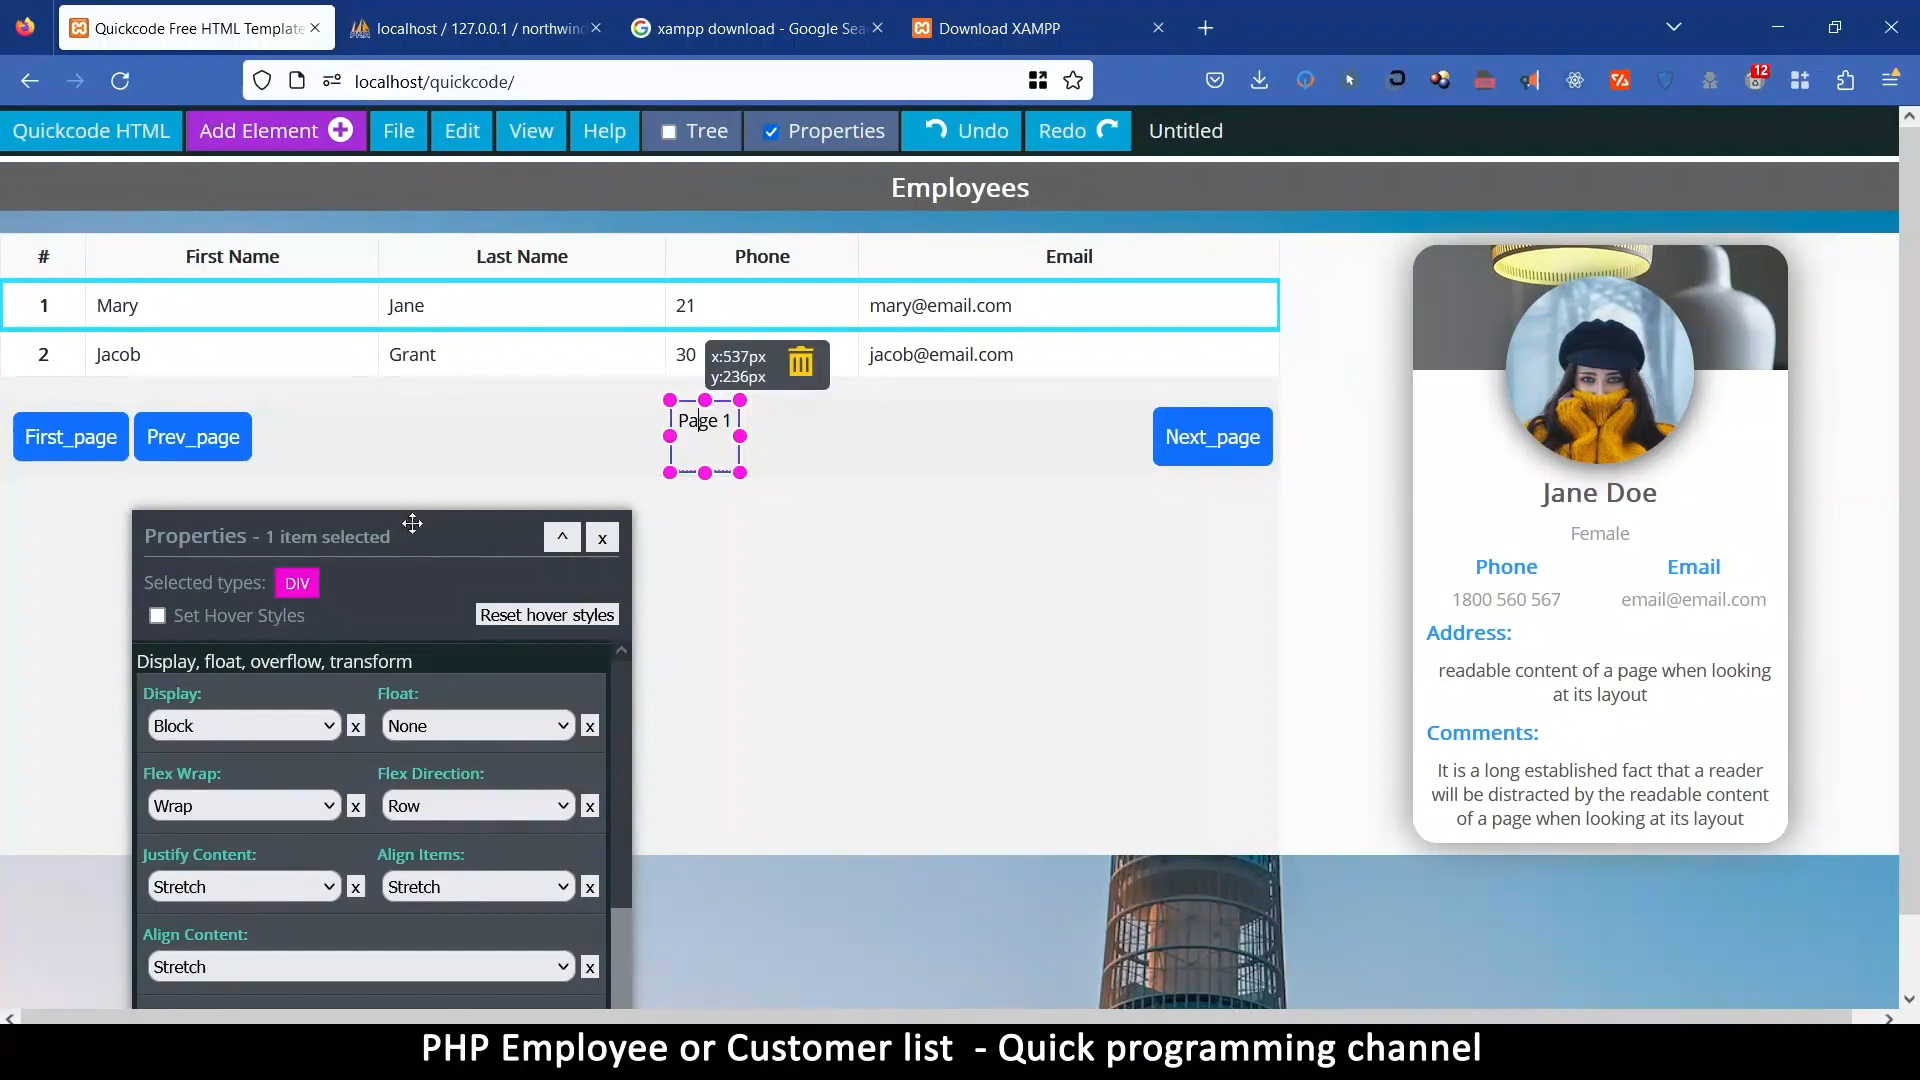 Quickcode Free HTML Template
localhost / 127.0.0.1 / northwin
xampp download - Google Sea
Download XAMPP
localhost/quickcode/
12
Quickcode HTML
Add Element
File
Edit
View
Help
Tree
Properties
Undo
Redo
Untitled
Employees
# First Name Last Name Phone Email
1 Mary Jane 21 mary@email.com
2 Jacob Grant 30 jacob@email.com
x:537px
y:236px
Page 1
First_page
Prev_page
Next_page
Jane Doe
Female
Phone Email
1800 560 567 email@email.com
Address:
readable content of a page when looking
at its layout
Comments:
It is a long established fact that a reader
will be distracted by the readable content
of a page when looking at its layout
Properties - 1 item selected
^ x
Selected types: DIV
Set Hover Styles
Reset hover styles
Display, float, overflow, transform
Display: Float:
Block x None x
Flex Wrap: Flex Direction:
Wrap x Row x
Justify Content: Align Items:
Stretch x Stretch x
Align Content:
Stretch x
PHP Employee or Customer list - Quick programming channel